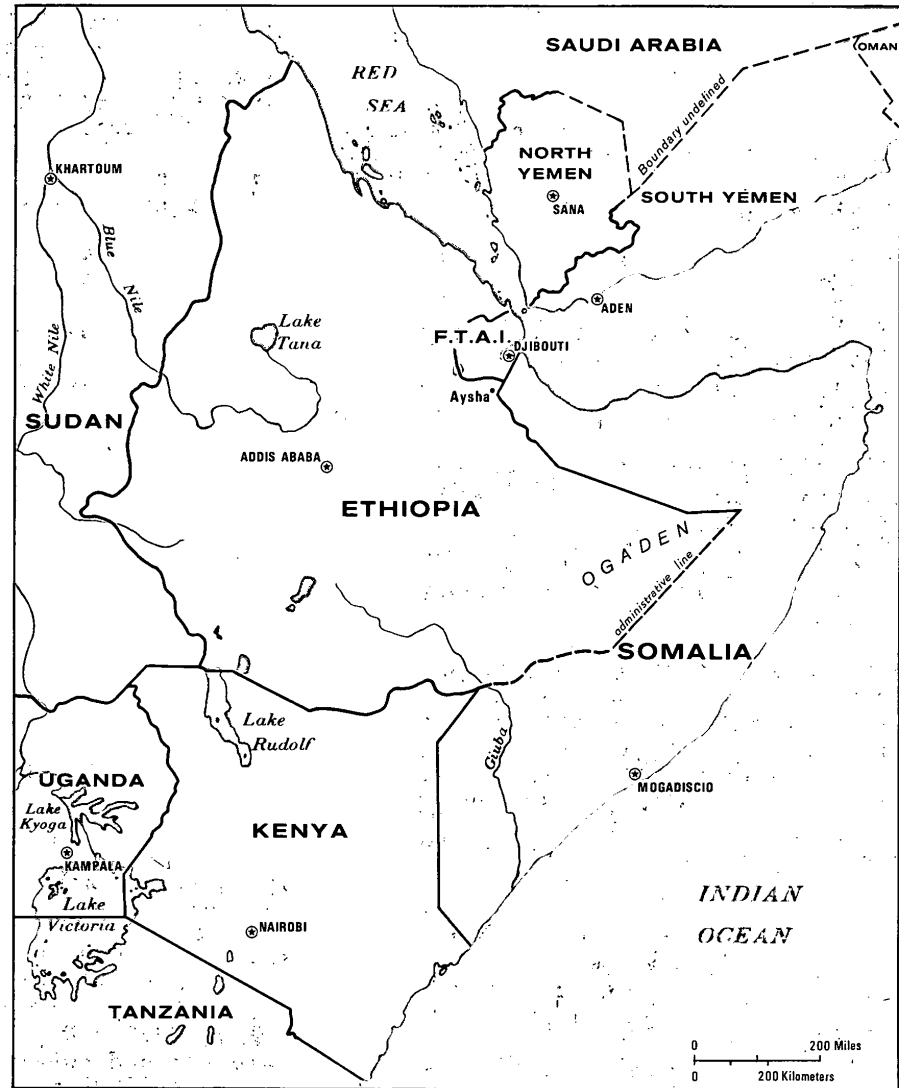 SAUDI ARABIA
OMAN
RED
SEA
Boundary undefined
NORTH
YEMEN
SANA
SOUTH YEMEN
KHARTOUM
Blue
Nile
White Nile
ADEN
Lake
Tana
F.T.A.I.
DJIBOUTI
Aysha
SUDAN
ADDIS ABABA
ETHIOPIA
OGADEN
administrative line
SOMALIA
Lake
Rudolf
Giuba
MOGADISCIO
UGANDA
Lake
Kyoga
KENYA
KAMPALA
Lake
Victoria
NAIROBI
INDIAN
OCEAN
TANZANIA
0 200 Miles
0 200 Kilometers